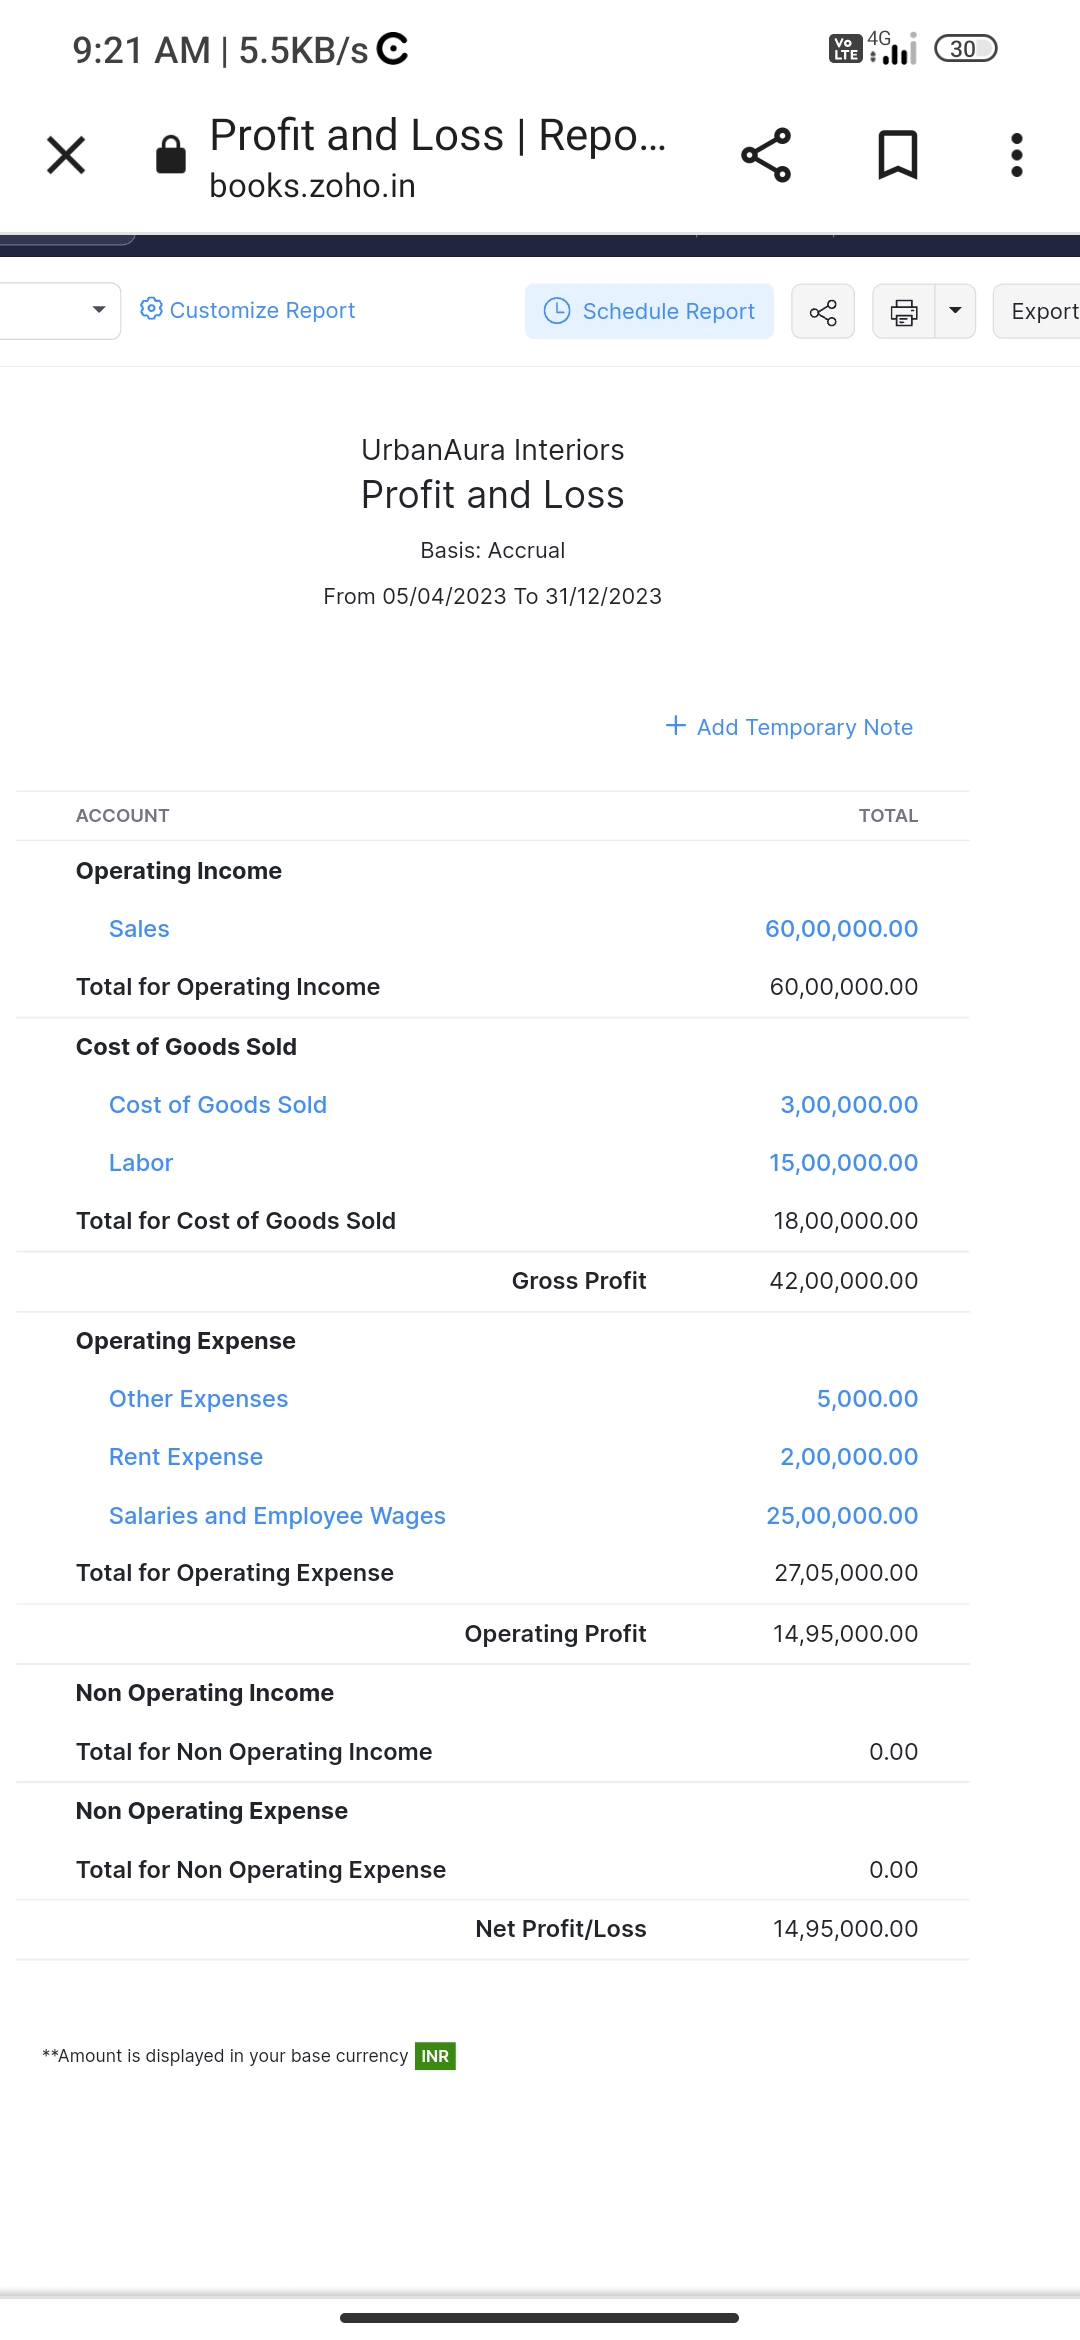 9:21 AM | 5.5KB/s
Vo LTE 4G 30
Profit and Loss | Repo...
books.zoho.in
Customize Report
Schedule Report
Export
UrbanAura Interiors
Profit and Loss
Basis: Accrual
From 05/04/2023 To 31/12/2023
+ Add Temporary Note
ACCOUNT TOTAL
Operating Income
Sales 60,00,000.00
Total for Operating Income 60,00,000.00
Cost of Goods Sold
Cost of Goods Sold 3,00,000.00
Labor 15,00,000.00
Total for Cost of Goods Sold 18,00,000.00
Gross Profit 42,00,000.00
Operating Expense
Other Expenses 5,000.00
Rent Expense 2,00,000.00
Salaries and Employee Wages 25,00,000.00
Total for Operating Expense 27,05,000.00
Operating Profit 14,95,000.00
Non Operating Income
Total for Non Operating Income 0.00
Non Operating Expense
Total for Non Operating Expense 0.00
Net Profit/Loss 14,95,000.00
**Amount is displayed in your base currency INR